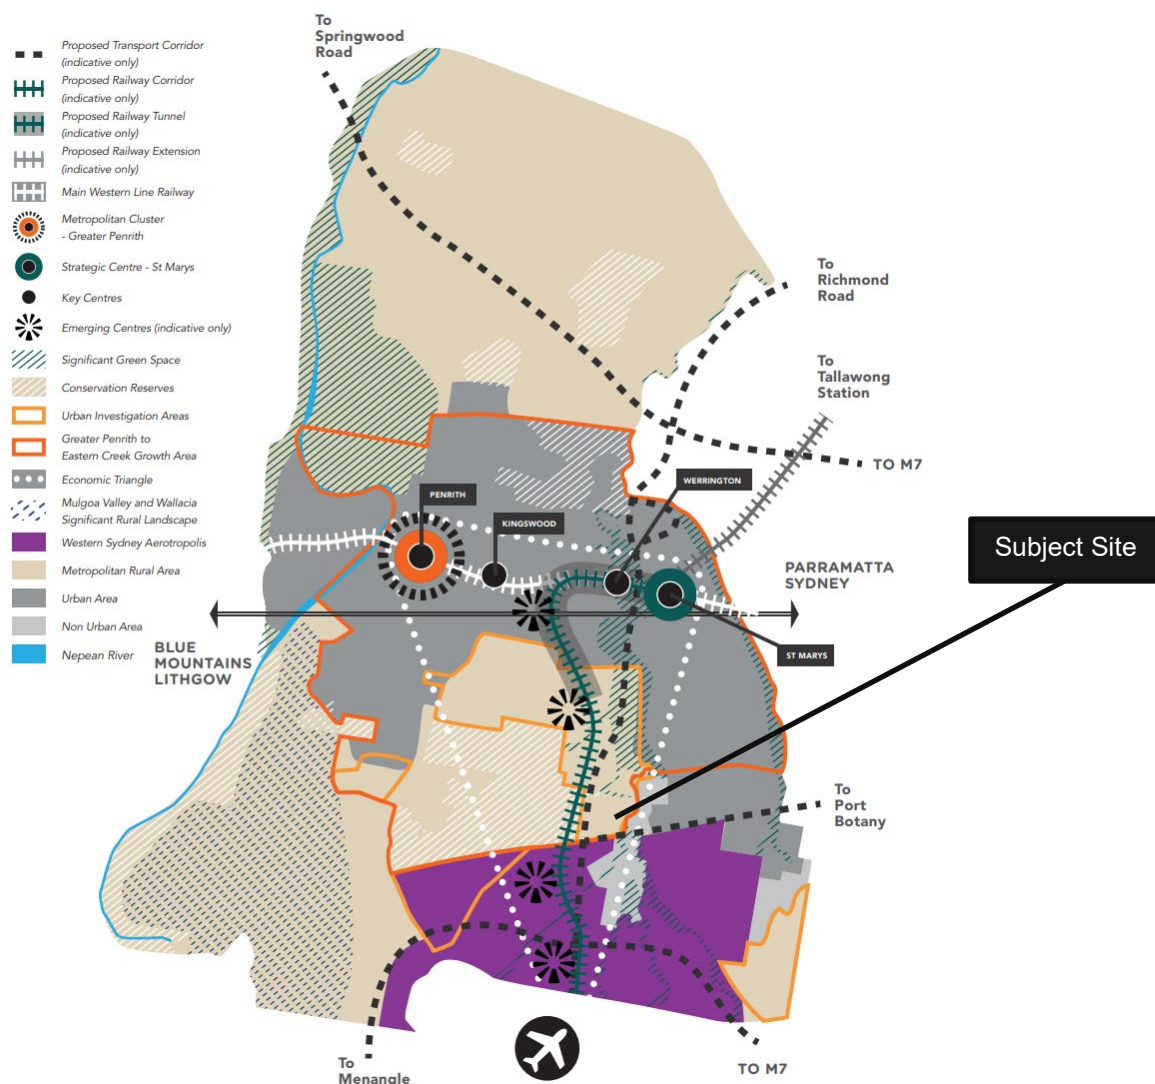 Proposed Transport Corridor
(indicative only)
Proposed Railway Corridor
(indicative only)
Proposed Railway Tunnel
(indicative only)
Proposed Railway Extension
(indicative only)
Main Western Line Railway
Metropolitan Cluster
- Greater Penrith
Strategic Centre - St Marys
Key Centres
Emerging Centres (indicative only)
Significant Green Space
Conservation Reserves
Urban Investigation Areas
Greater Penrith to
Eastern Creek Growth Area
Economic Triangle
Mulgoa Valley and Wallacia
Significant Rural Landscape
Western Sydney Aerotropolis
Metropolitan Rural Area
Urban Area
Non Urban Area
Nepean River
To
Springwood
Road
To
Richmond
Road
To
Tallawong
Station
TO M7
WERRINGTON
PENRITH
KINGSWOOD
Subject Site
PARRAMATTA
SYDNEY
BLUE
MOUNTAINS
LITHGOW
ST MARYS
To
Port
Botany
To
Menangle
TO M7